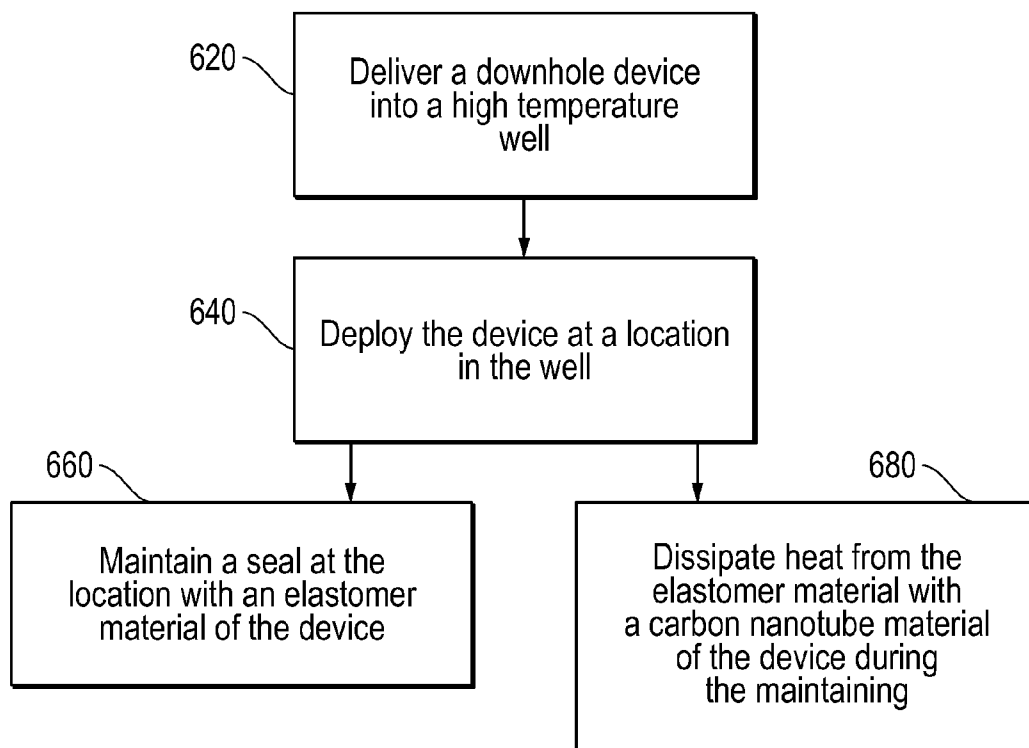 620
Deliver a downhole device
into a high temperature
well
640
Deploy the device at a location
in the well
660
Maintain a seal at the
location with an elastomer
material of the device
680
Dissipate heat from the
elastomer material with
a carbon nanotube material
of the device during
the maintaining